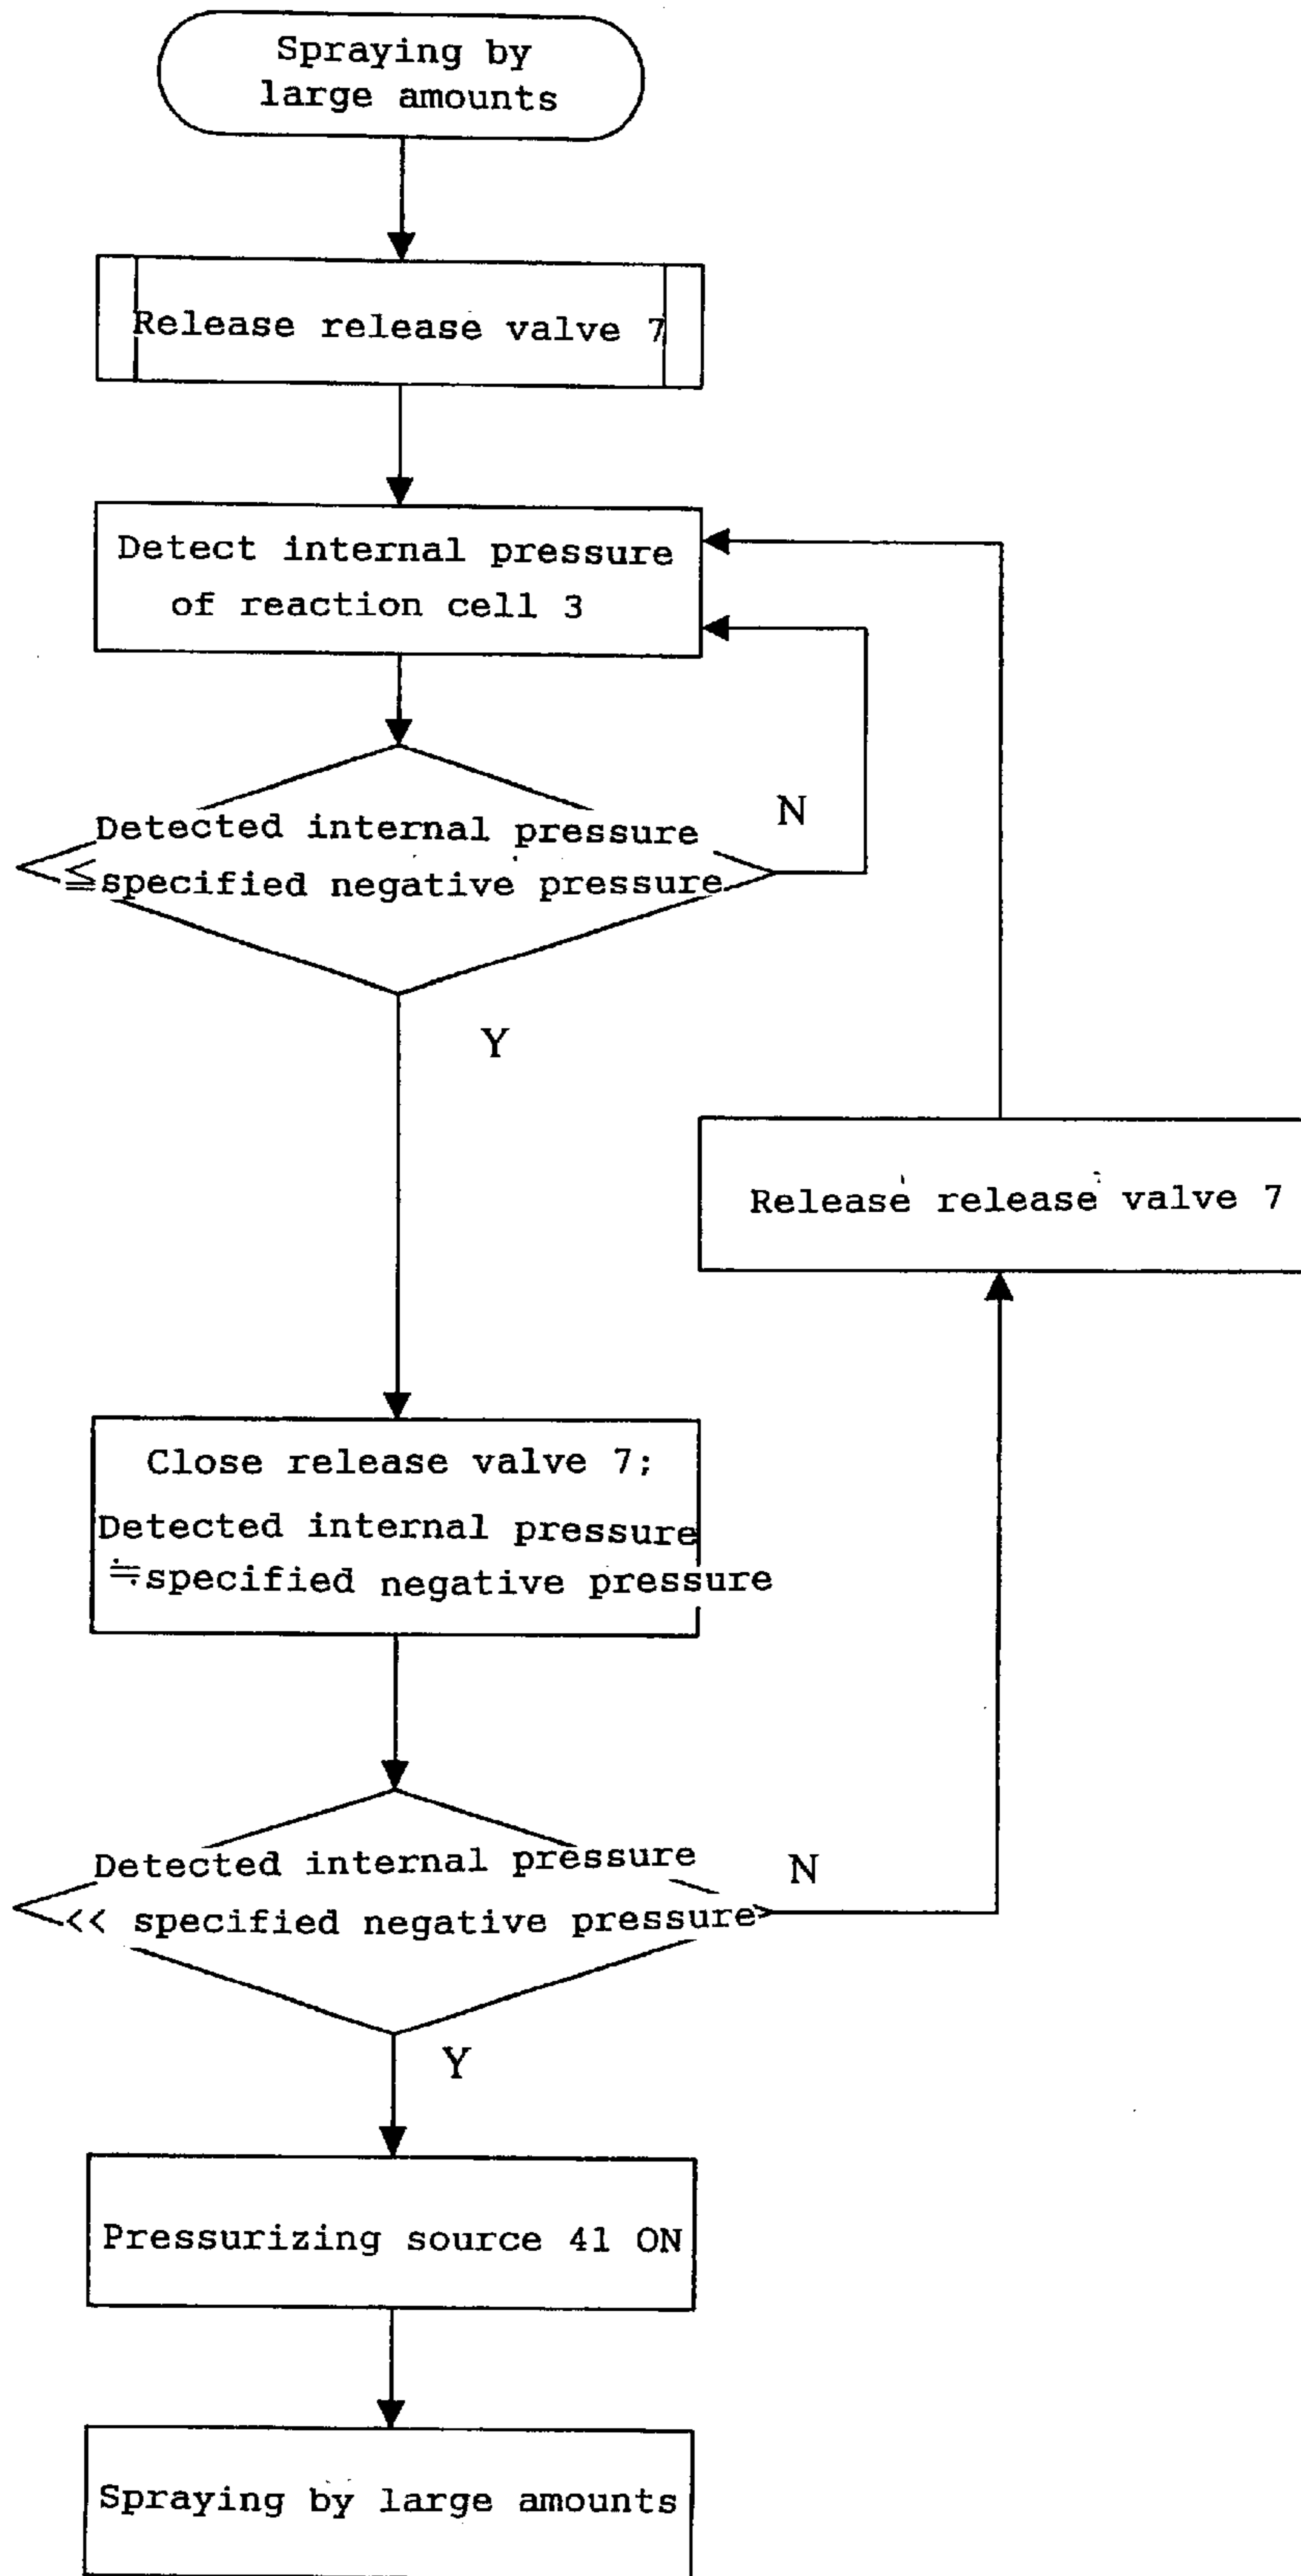 Spraying by
large amounts
Release release valve 7
Detect internal pressure
of reaction cell 3
Detected internal pressure
≦specified negative pressure
N
Y
Release release valve 7
Close release valve 7;
Detected internal pressure
≒specified negative pressure
Detected internal pressure
<< specified negative pressure
N
Y
Pressurizing source 41 ON
Spraying by large amounts